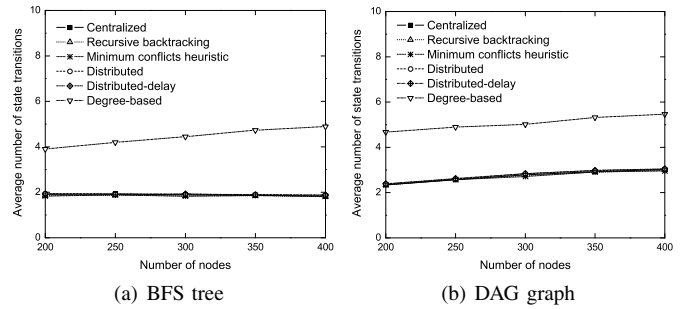 Average number of state transitions
10
8
6
4
2
0
Centralized
Recursive backtracking
Minimum conflicts heuristic
Distributed
Distributed-delay
Degree-based
200 250 300 350 400
Number of nodes
(a) BFS tree
Average number of state transitions
10
8
6
4
2
0
Centralized
Recursive backtracking
Minimum conflicts heuristic
Distributed
Distributed-delay
Degree-based
200 250 300 350 400
Number of nodes
(b) DAG graph